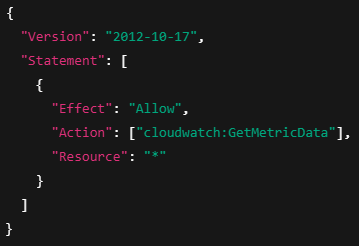 {
  "Version": "2012-10-17",
  "Statement": [
    {
      "Effect": "Allow",
      "Action": ["cloudwatch:GetMetricData"],
      "Resource": "*"
    }
  ]
}